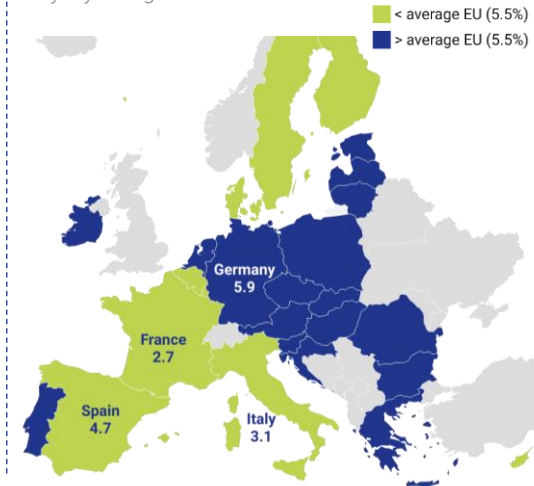 < average EU (5.5%)
> average EU (5.5%)
Germany
5.9
France
2.7
Spain
4.7
Italy
3.1